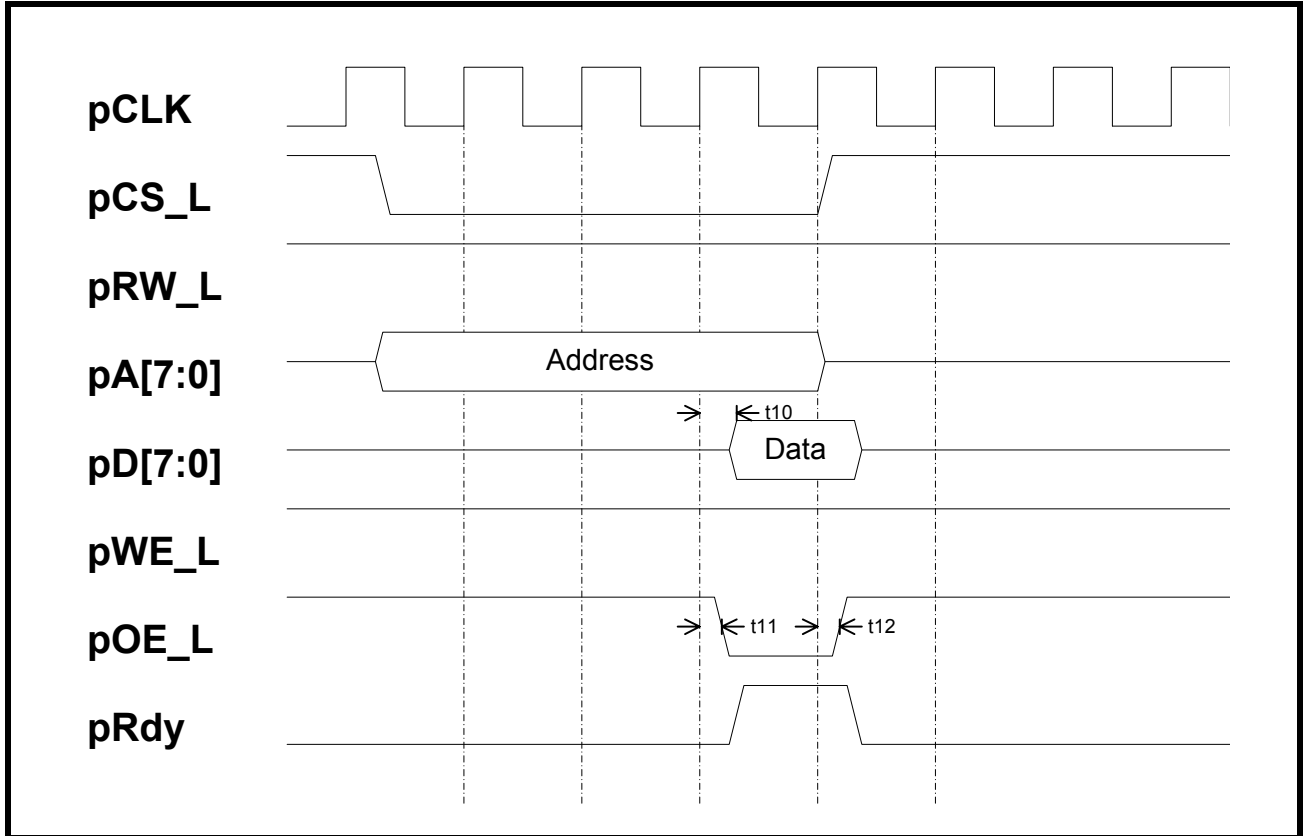 pCLK
pCS_L
pRW_L
pA[7:0]
Address
t10
pD[7:0]
Data
pWE_L
pOE_L
t11
t12
pRdy